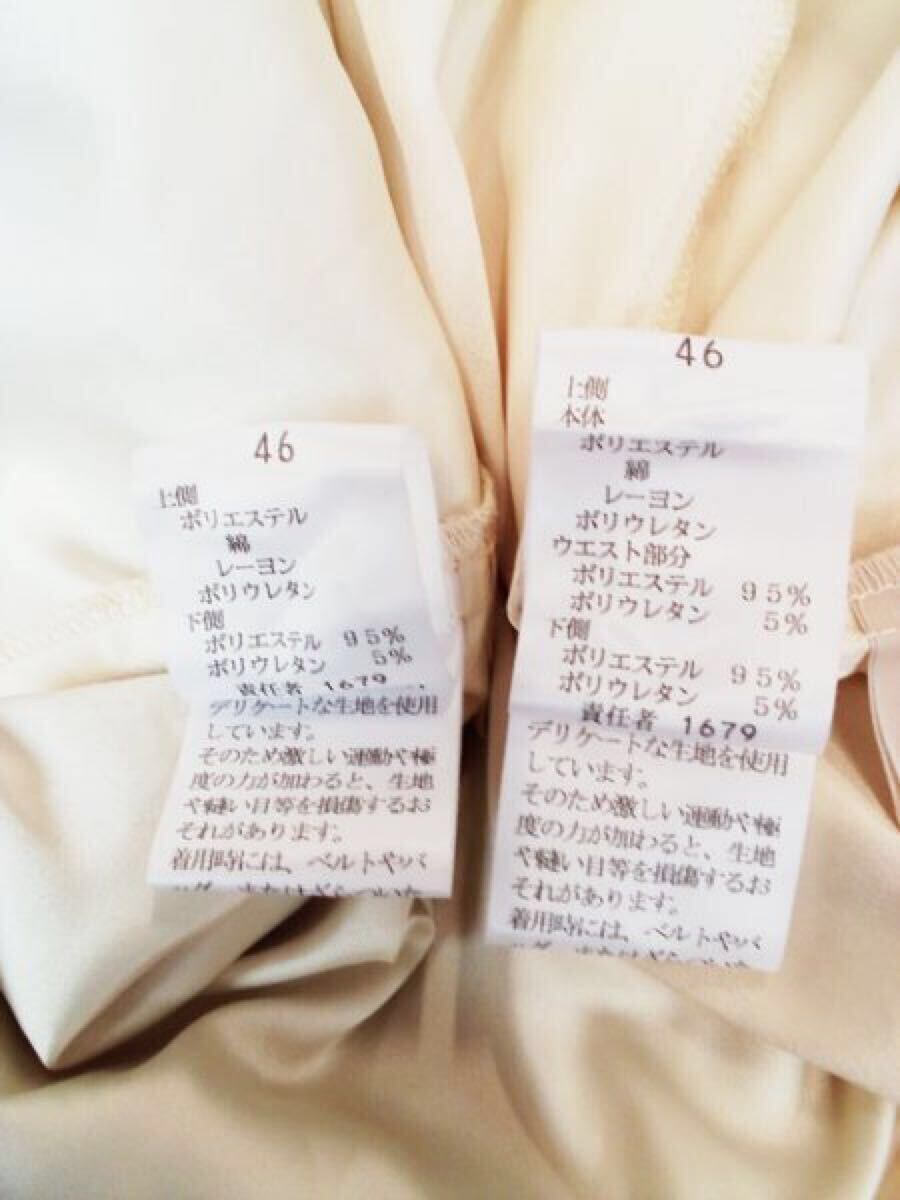 46
上側
ポリエステル
綿
レーヨン
ポリウレタン
下側
ポリエステル 95%
ポリウレタン 5%
責任者 1679
デリケートな生地を使用
しています。
そのため激しい運動や極
度の力が加わると、生地
や縫い目等を損傷するお
それがあります。
着用時には、ベルトやバ
46
上側
本体
ポリエステル
綿
レーヨン
ポリウレタン
ウエスト部分
ポリエステル 95%
ポリウレタン 5%
下側
ポリエステル 95%
ポリウレタン 5%
責任者 1679
デリケートな生地を使用
しています。
そのため激しい運動や極
度の力が加わると、生地
や縫い目等を損傷するお
それがあります。
着用時には、ベルトやバ